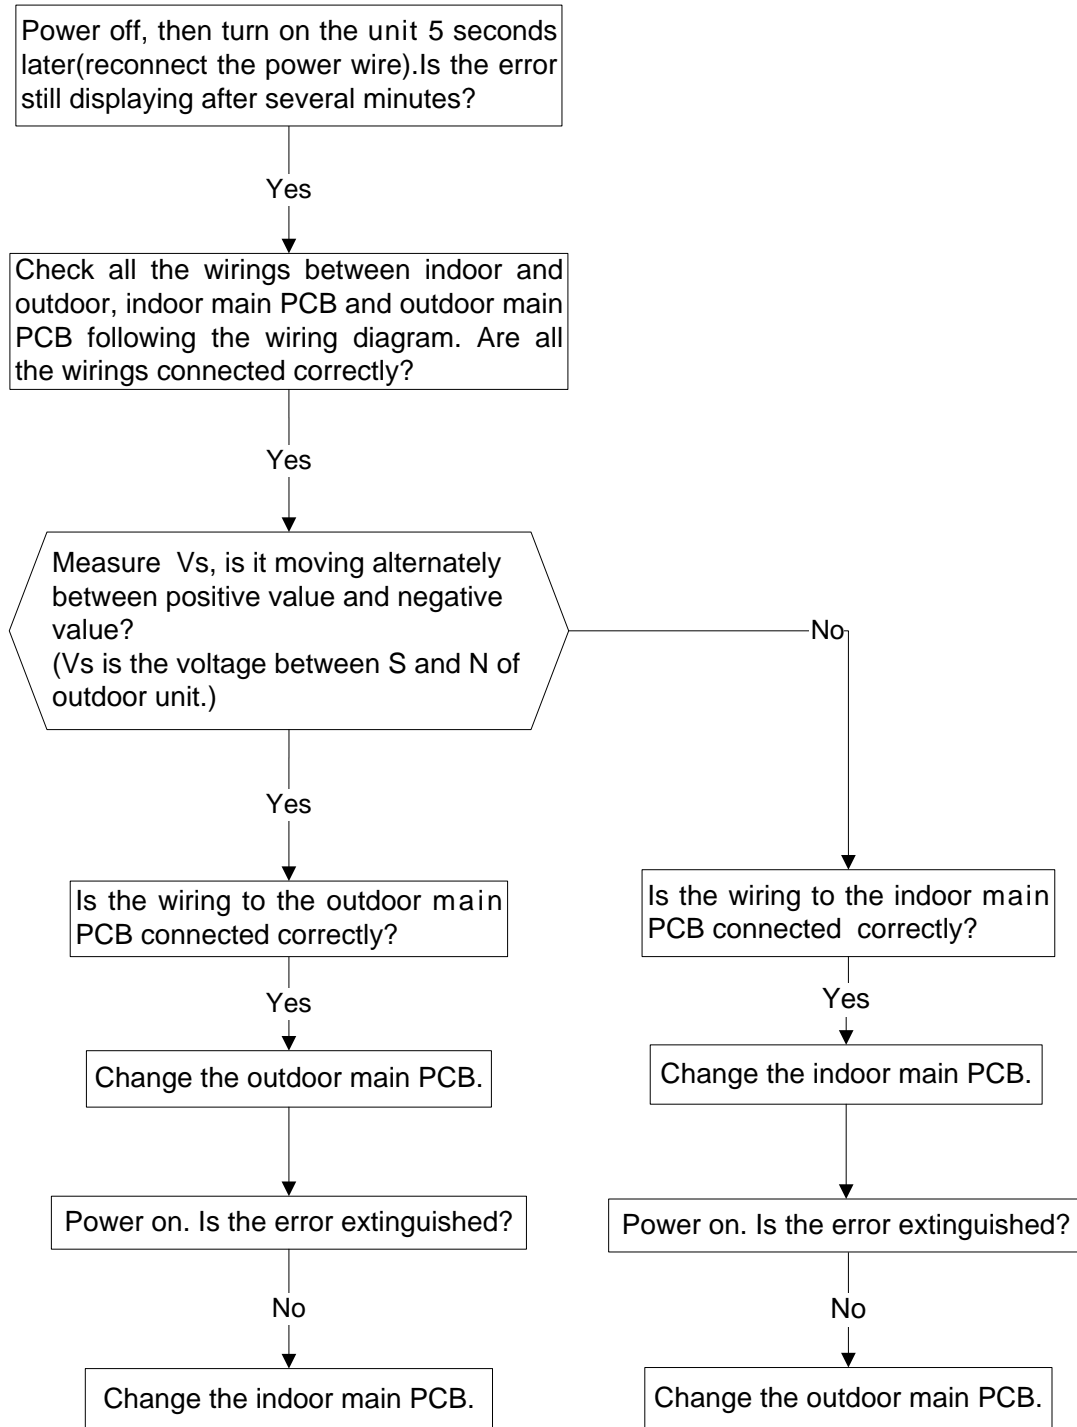 Power off, then turn on the unit 5 seconds
later(reconnect the power wire).Is the error
still displaying after several minutes?
Yes
Check all the wirings between indoor and
outdoor, indoor main PCB and outdoor main
PCB following the wiring diagram. Are all
the wirings connected correctly?
Yes
Measure Vs, is it moving alternately
between positive value and negative
value?
(Vs is the voltage between S and N of
outdoor unit.)
No
Yes
Is the wiring to the outdoor main
PCB connected correctly?
Yes
Change the outdoor main PCB.
Power on. Is the error extinguished?
No
Change the indoor main PCB.
Is the wiring to the indoor main
PCB connected correctly?
Yes
Change the indoor main PCB.
Power on. Is the error extinguished?
No
Change the outdoor main PCB.